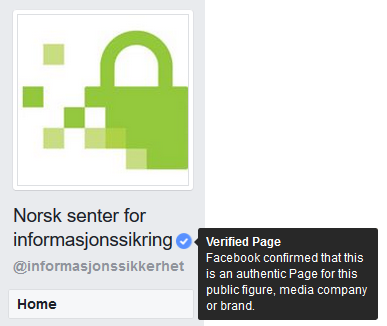 Norsk senter for
informasjonssikring
@informasjonssikkerhet
Home
Verified Page
Facebook confirmed that this
is an authentic Page for this
public figure, media company
or brand.